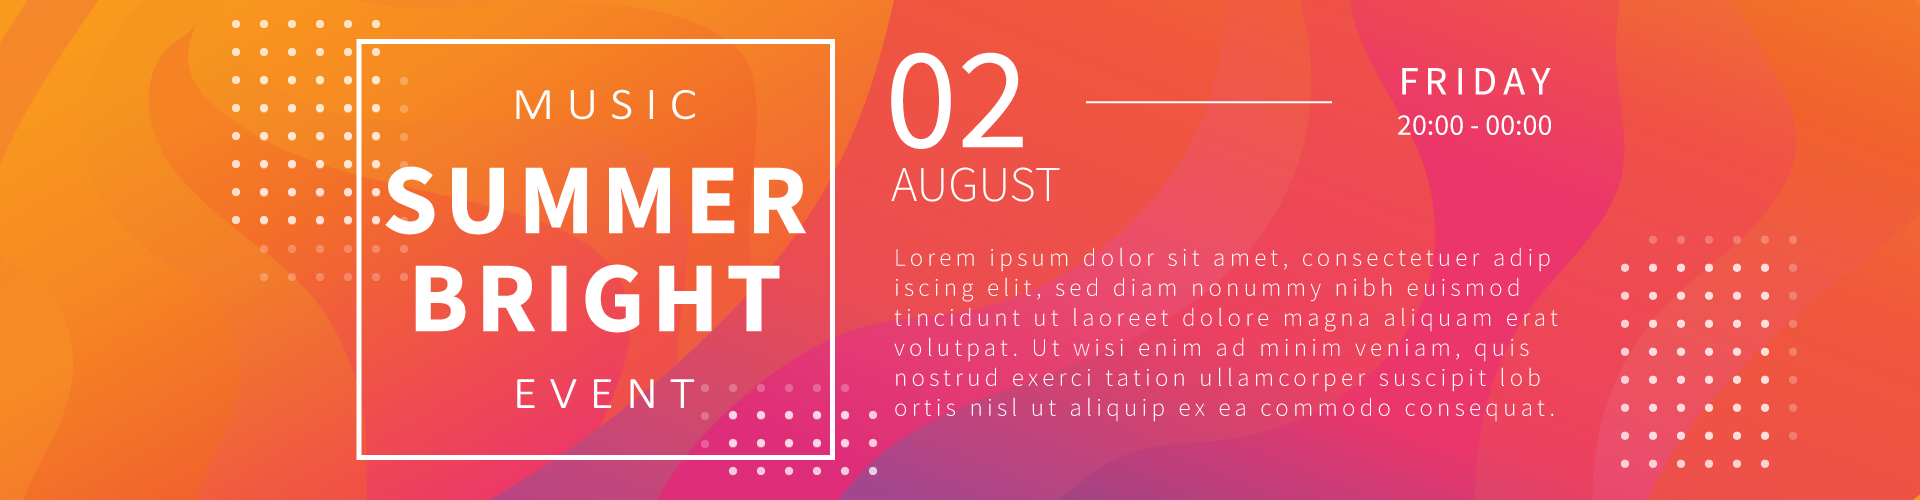 MUSIC
SUMMER
BRIGHT
EVENT
02
AUGUST
FRIDAY
20:00 - 00:00
Lorem ipsum dolor sit amet, consectetuer adip
iscing elit, sed diam nonummy nibh euismod
tincidunt ut laoreet dolore magna aliquam erat
volutpat. Ut wisi enim ad minim veniam, quis
nostrud exerci tation ullamcorper suscipit lob
ortis nisl ut aliquip ex ea commodo consequat.